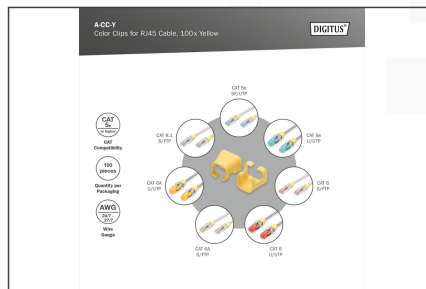 A-CC-Y
Color Clips for RJ45 Cable, 100x Yellow
DIGITUS®
CAT 5e
SF/UTP
CAT
5e
or higher
CAT
Compatibility
CAT 8.1
S/FTP
CAT 5e
U/UTP
100
pieces
Quantity per
Packaging
CAT 6A
U/UTP
CAT 6
S/FTP
AWG
24/7 -
27/7
Wire
Gauge
CAT 6A
S/FTP
CAT 6
U/UTP